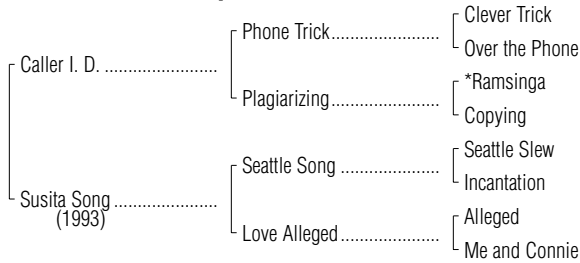 Clever Trick
Phone Trick
Over the Phone
Caller I. D.
*Ramsinga
Plagiarizing
Copying
Seattle Slew
Seattle Song
Incantation
Susita Song
(1993)
Alleged
Love Alleged
Me and Connie